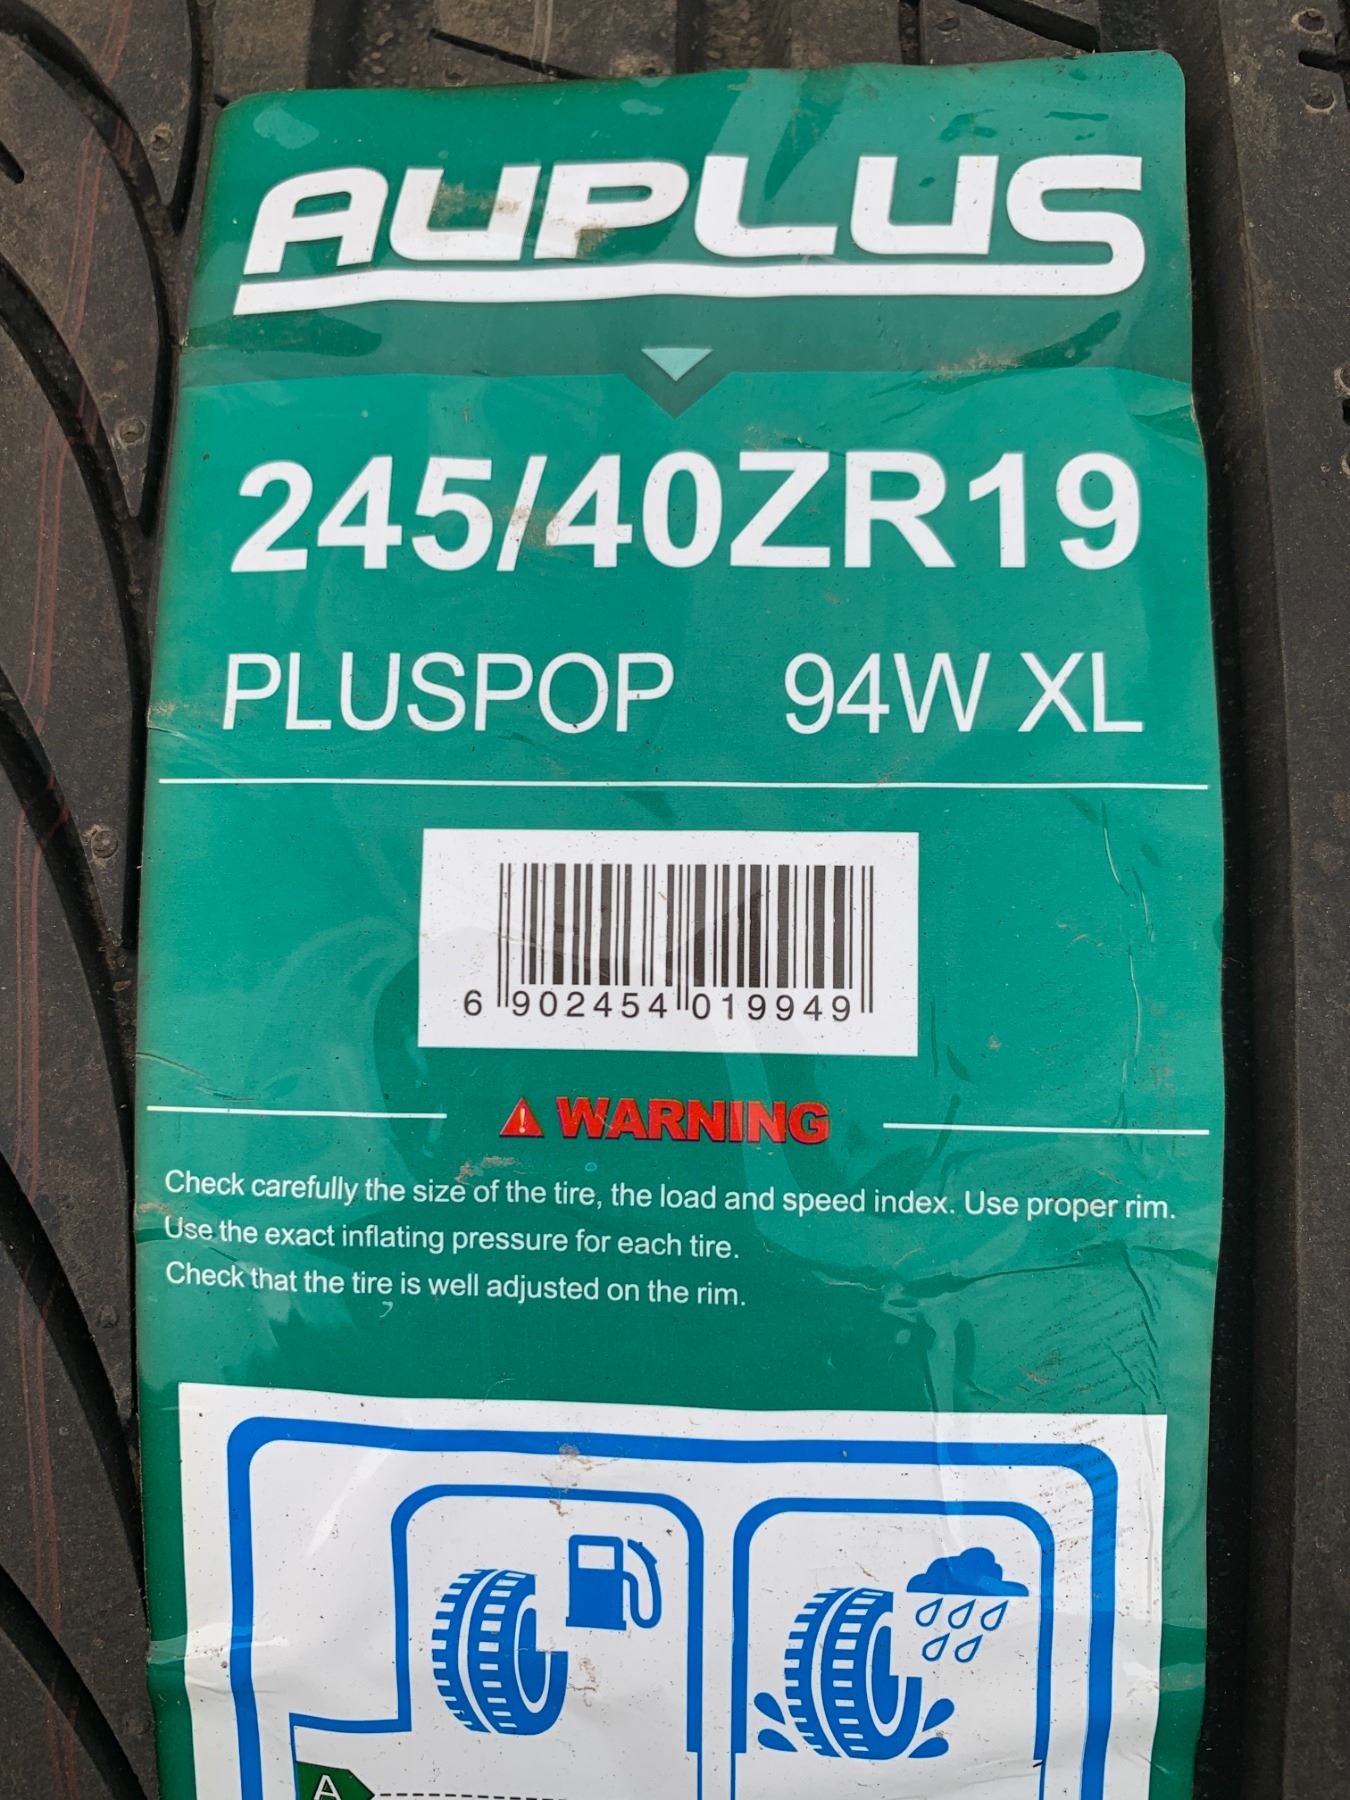 AUPLUS
245/40ZR19
PLUSPOP 94W XL
6 902454 019949
WARNING
Check carefully the size of the tire, the load and speed index. Use proper rim.
Use the exact inflating pressure for each tire.
Check that the tire is well adjusted on the rim.
A